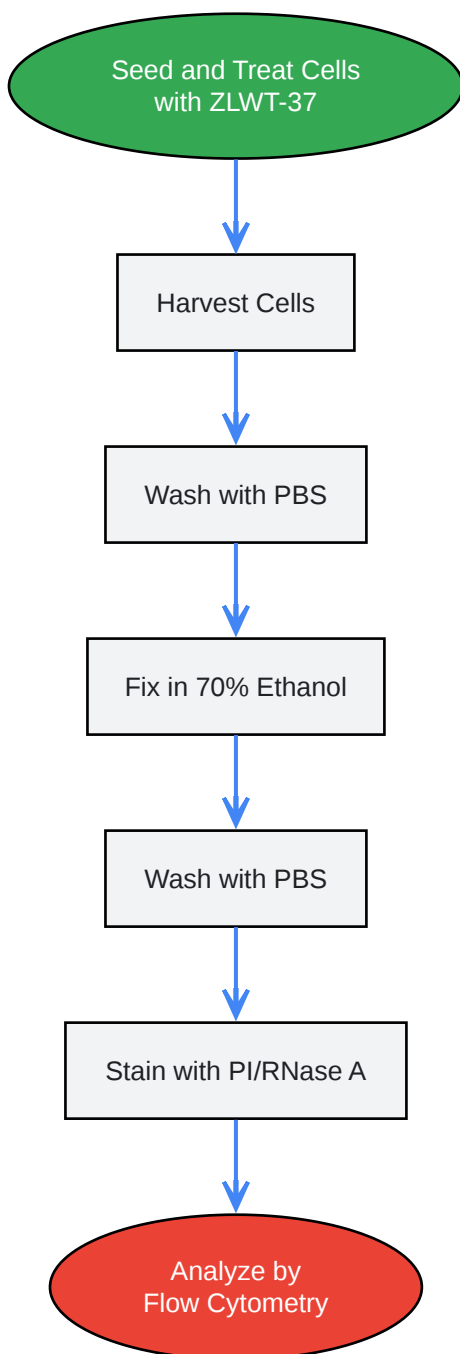 Seed and Treat Cells
with ZLWT-37
Harvest Cells
Wash with PBS
Fix in 70% Ethanol
Wash with PBS
Stain with PI/RNase A
Analyze by
Flow Cytometry